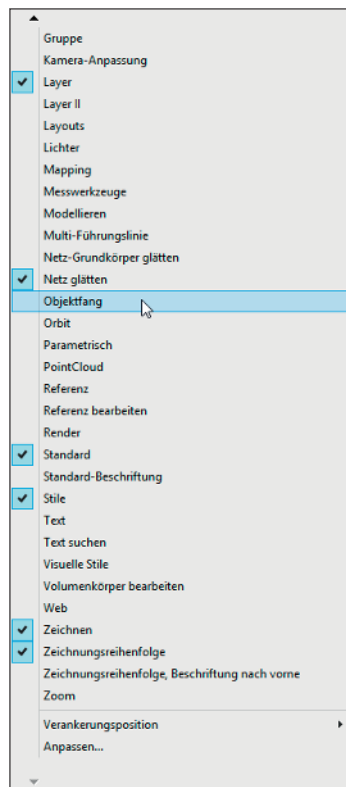 Gruppe
Kamera-Anpassung
Layer
Layer II
Layouts
Lichter
Mapping
Messwerkzeuge
Modellieren
Multi-Führungslinie
Netz-Grundkörper glätten
Netz glätten
Objektfang
Orbit
Parametrisch
PointCloud
Referenz
Referenz bearbeiten
Render
Standard
Standard-Beschriftung
Stile
Text
Text suchen
Visuelle Stile
Volumenkörper bearbeiten
Web
Zeichnen
Zeichnungsreihenfolge
Zeichnungsreihenfolge, Beschriftung nach vorne
Zoom
Verankerungsposition
Anpassen...